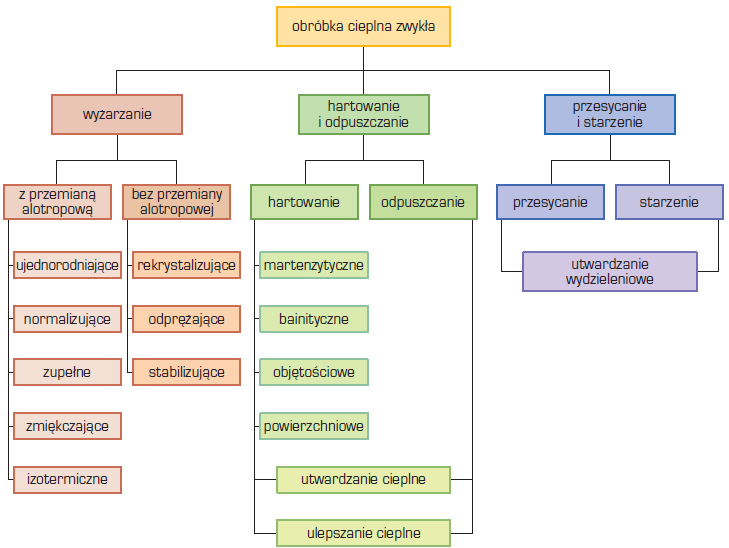 obróbka cieplna zwykła
wyżarzanie
hartowanie
i odpuszczanie
przesycanie
i starzenie
z przemianą
alotropową
bez przemiany
alotropowej
hartowanie
odpuszczanie
przesycanie
starzenie
ujednorodniające
rekrystalizujące
martenzytyczne
utwardzanie
wydzieleniowe
normalizujące
odprężające
bainityczne
zupełne
stabilizujące
objętościowe
zmiękczające
powierzchniowe
izotermiczne
utwardzanie cieplne
ulepszanie cieplne